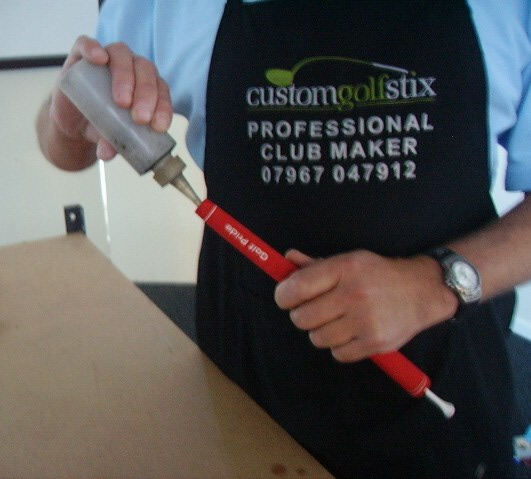 customgolfstix
PROFESSIONAL
CLUB MAKER
07967 047912
Golf Pride